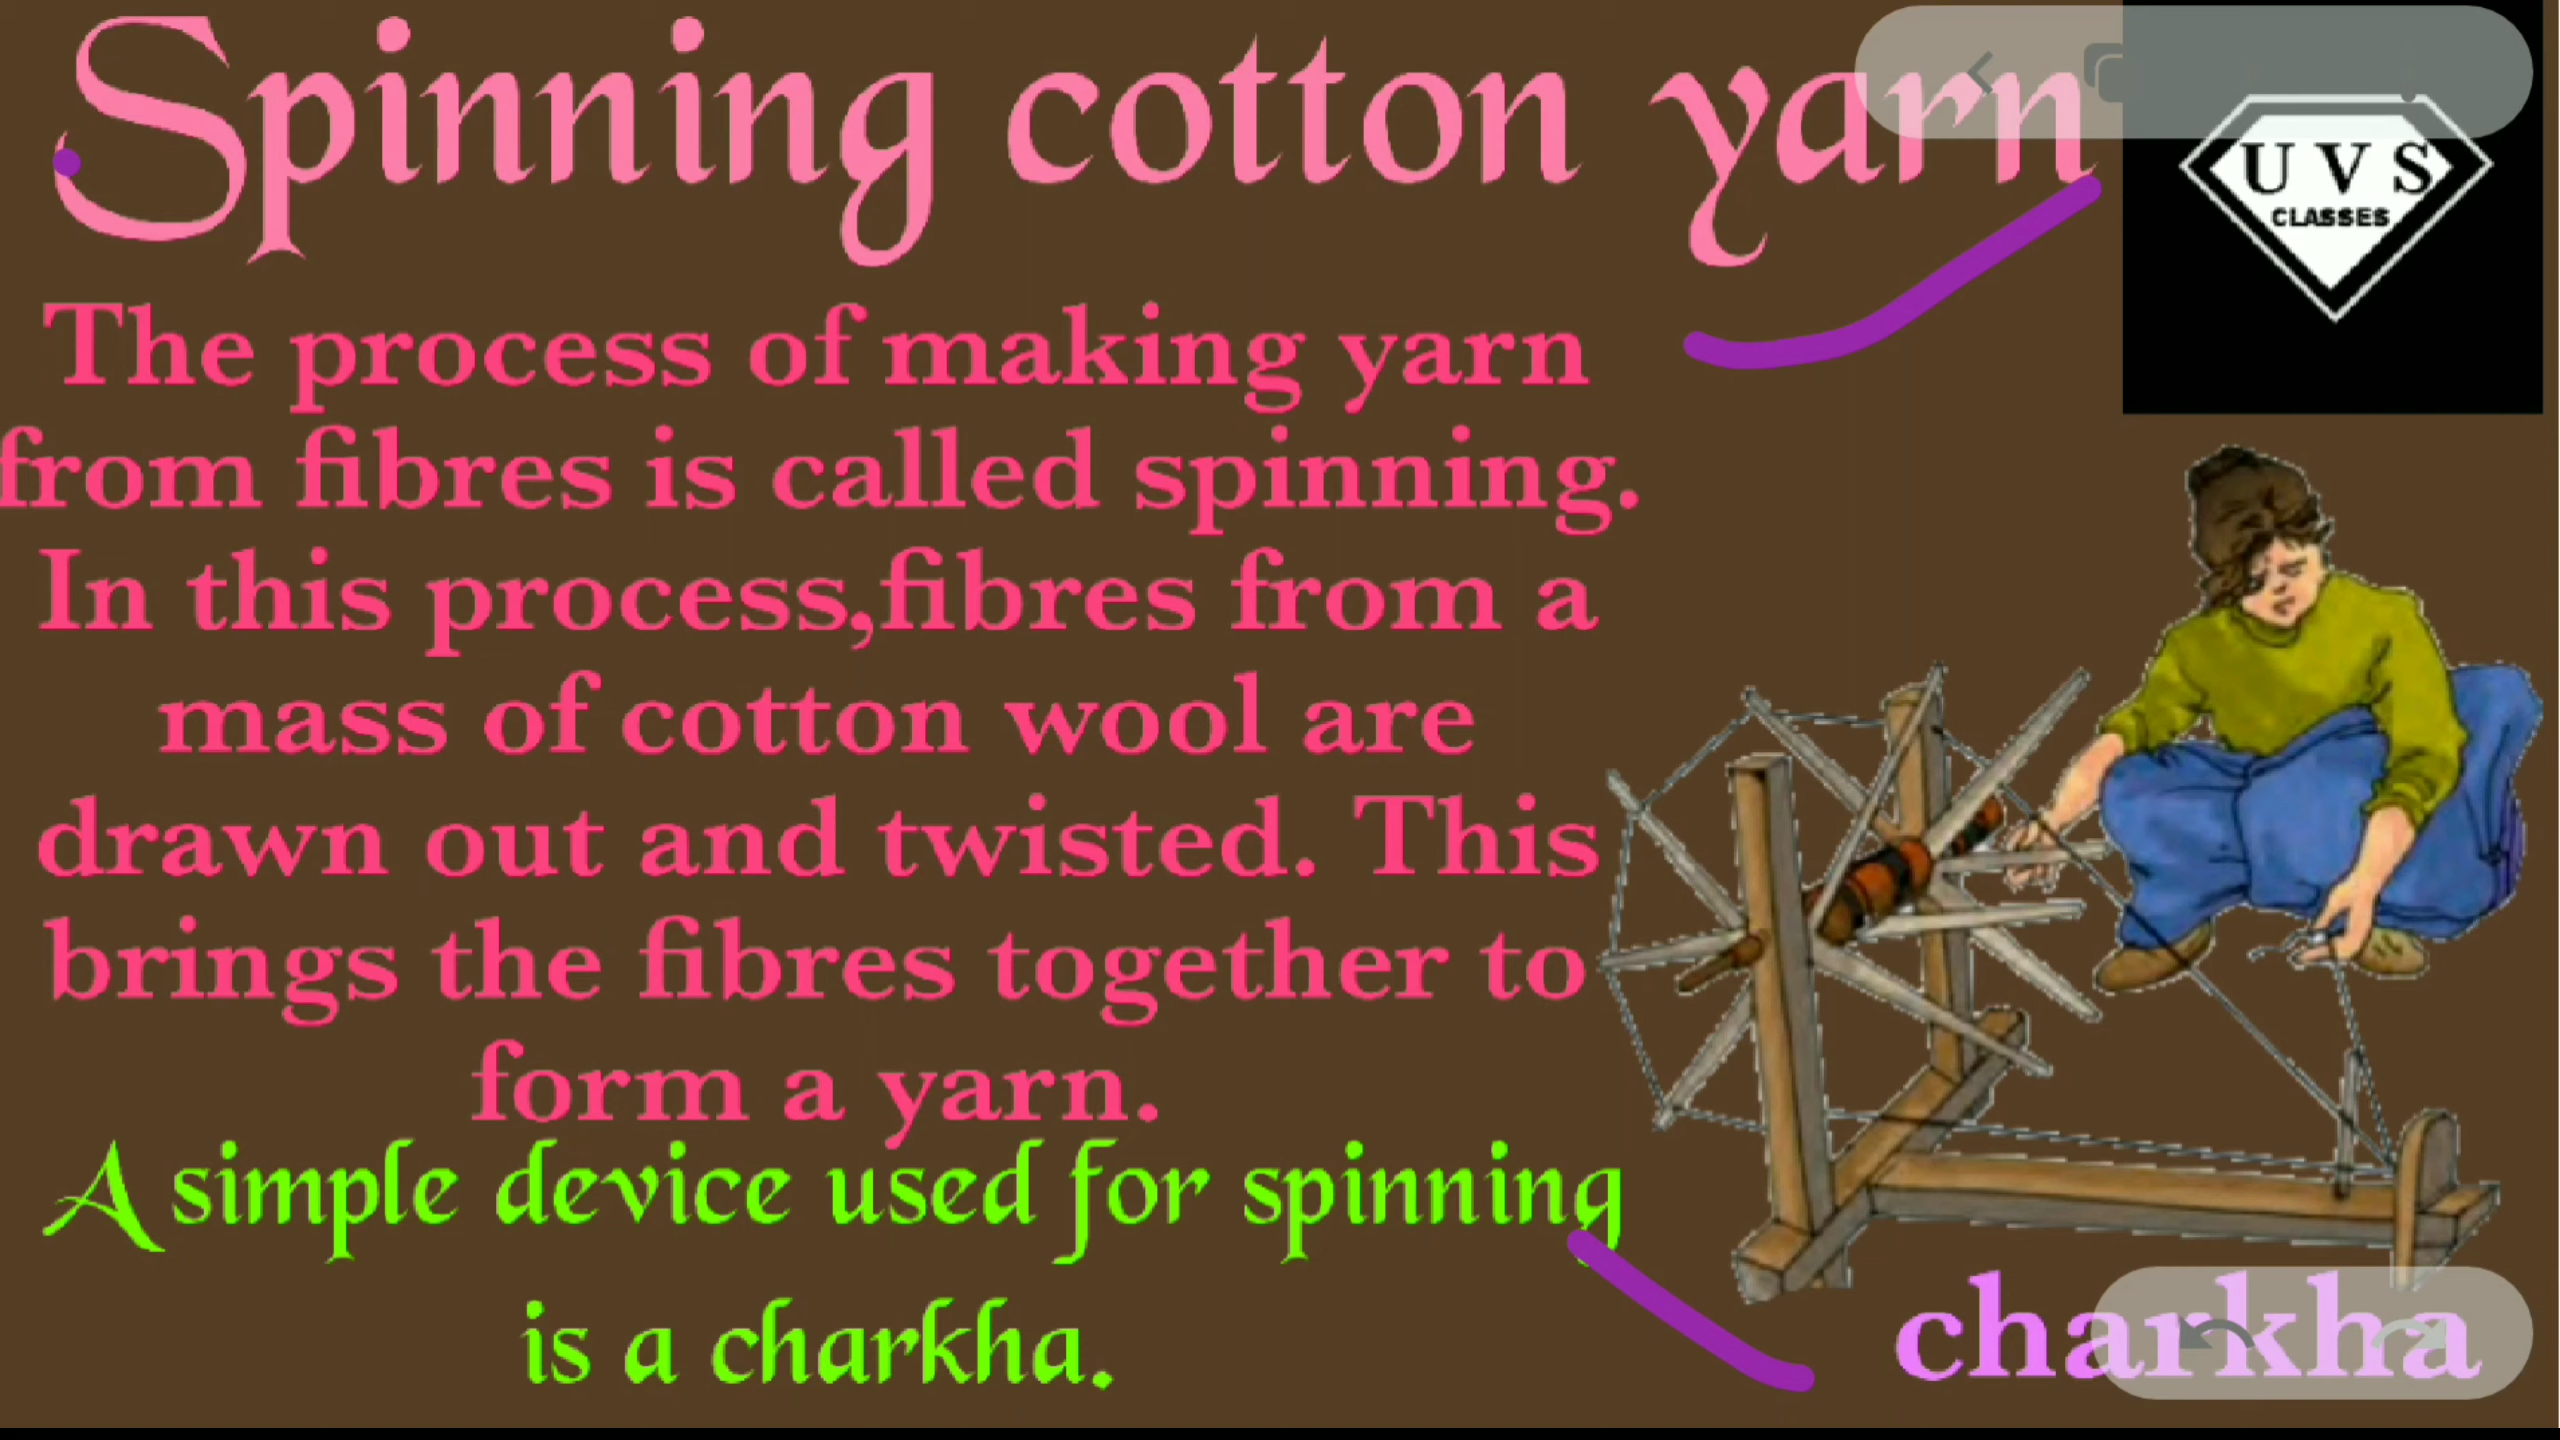 Spinning cotton yarn
U V S
CLASSES
The process of making yarn
from fibres is called spinning.
In this process,fibres from a
mass of cotton wool are
drawn out and twisted. This
brings the fibres together to
form a yarn.
A simple device used for spinning
is a charkha.
charkha